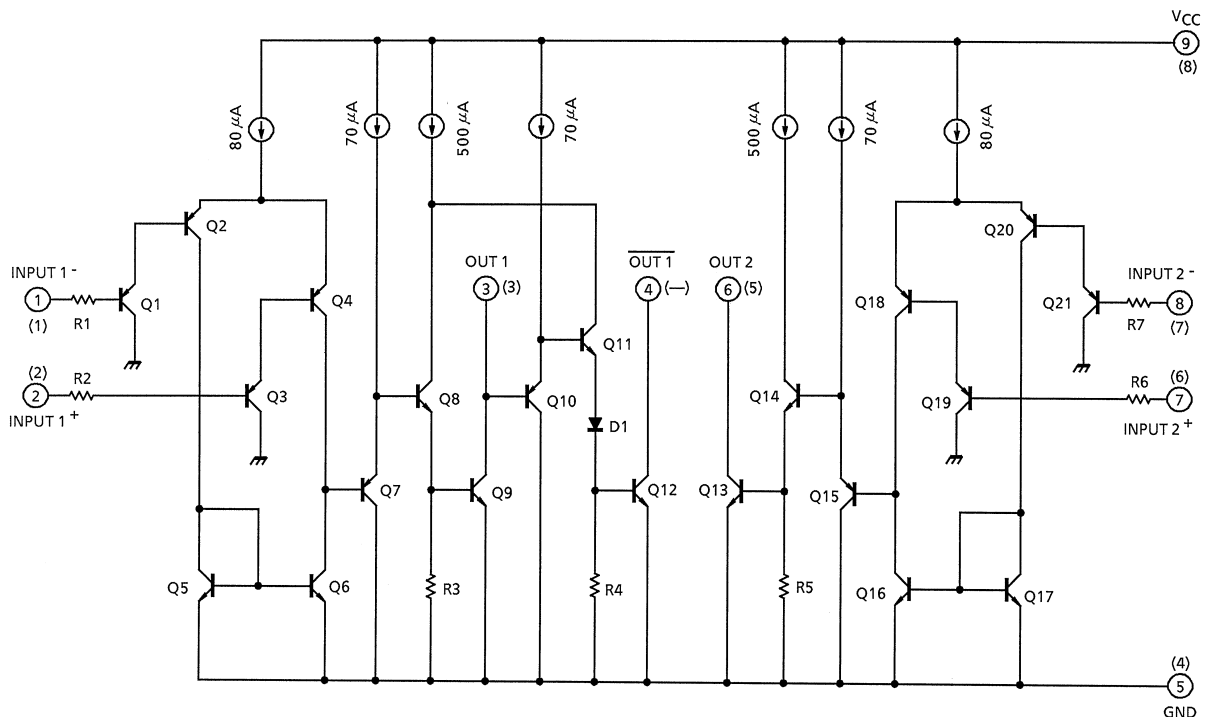 VCC
9
(8)
80 μA
70 μA
500 μA
70 μA
500 μA
70 μA
80 μA
Q2
Q20
OUT 1
OUT 1
OUT 2
INPUT 1 -
INPUT 2 -
1
(1)
R1
Q1
Q4
3
(3)
4
(—)
6
(5)
Q18
Q21
R7
8
(7)
Q11
(2)
2
R2
INPUT 1 +
Q3
Q8
Q10
D1
Q14
Q19
R6
(6)
7
INPUT 2 +
Q7
Q9
Q12
Q13
Q15
Q5
Q6
R3
R4
R5
Q16
Q17
(4)
5
GND